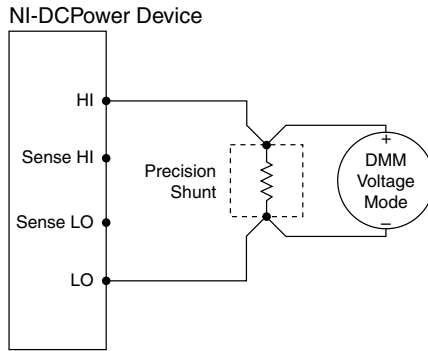 NI-DCPower Device
HI
Sense HI
Sense LO
LO
Precision
Shunt
+
DMM
Voltage
Mode
−